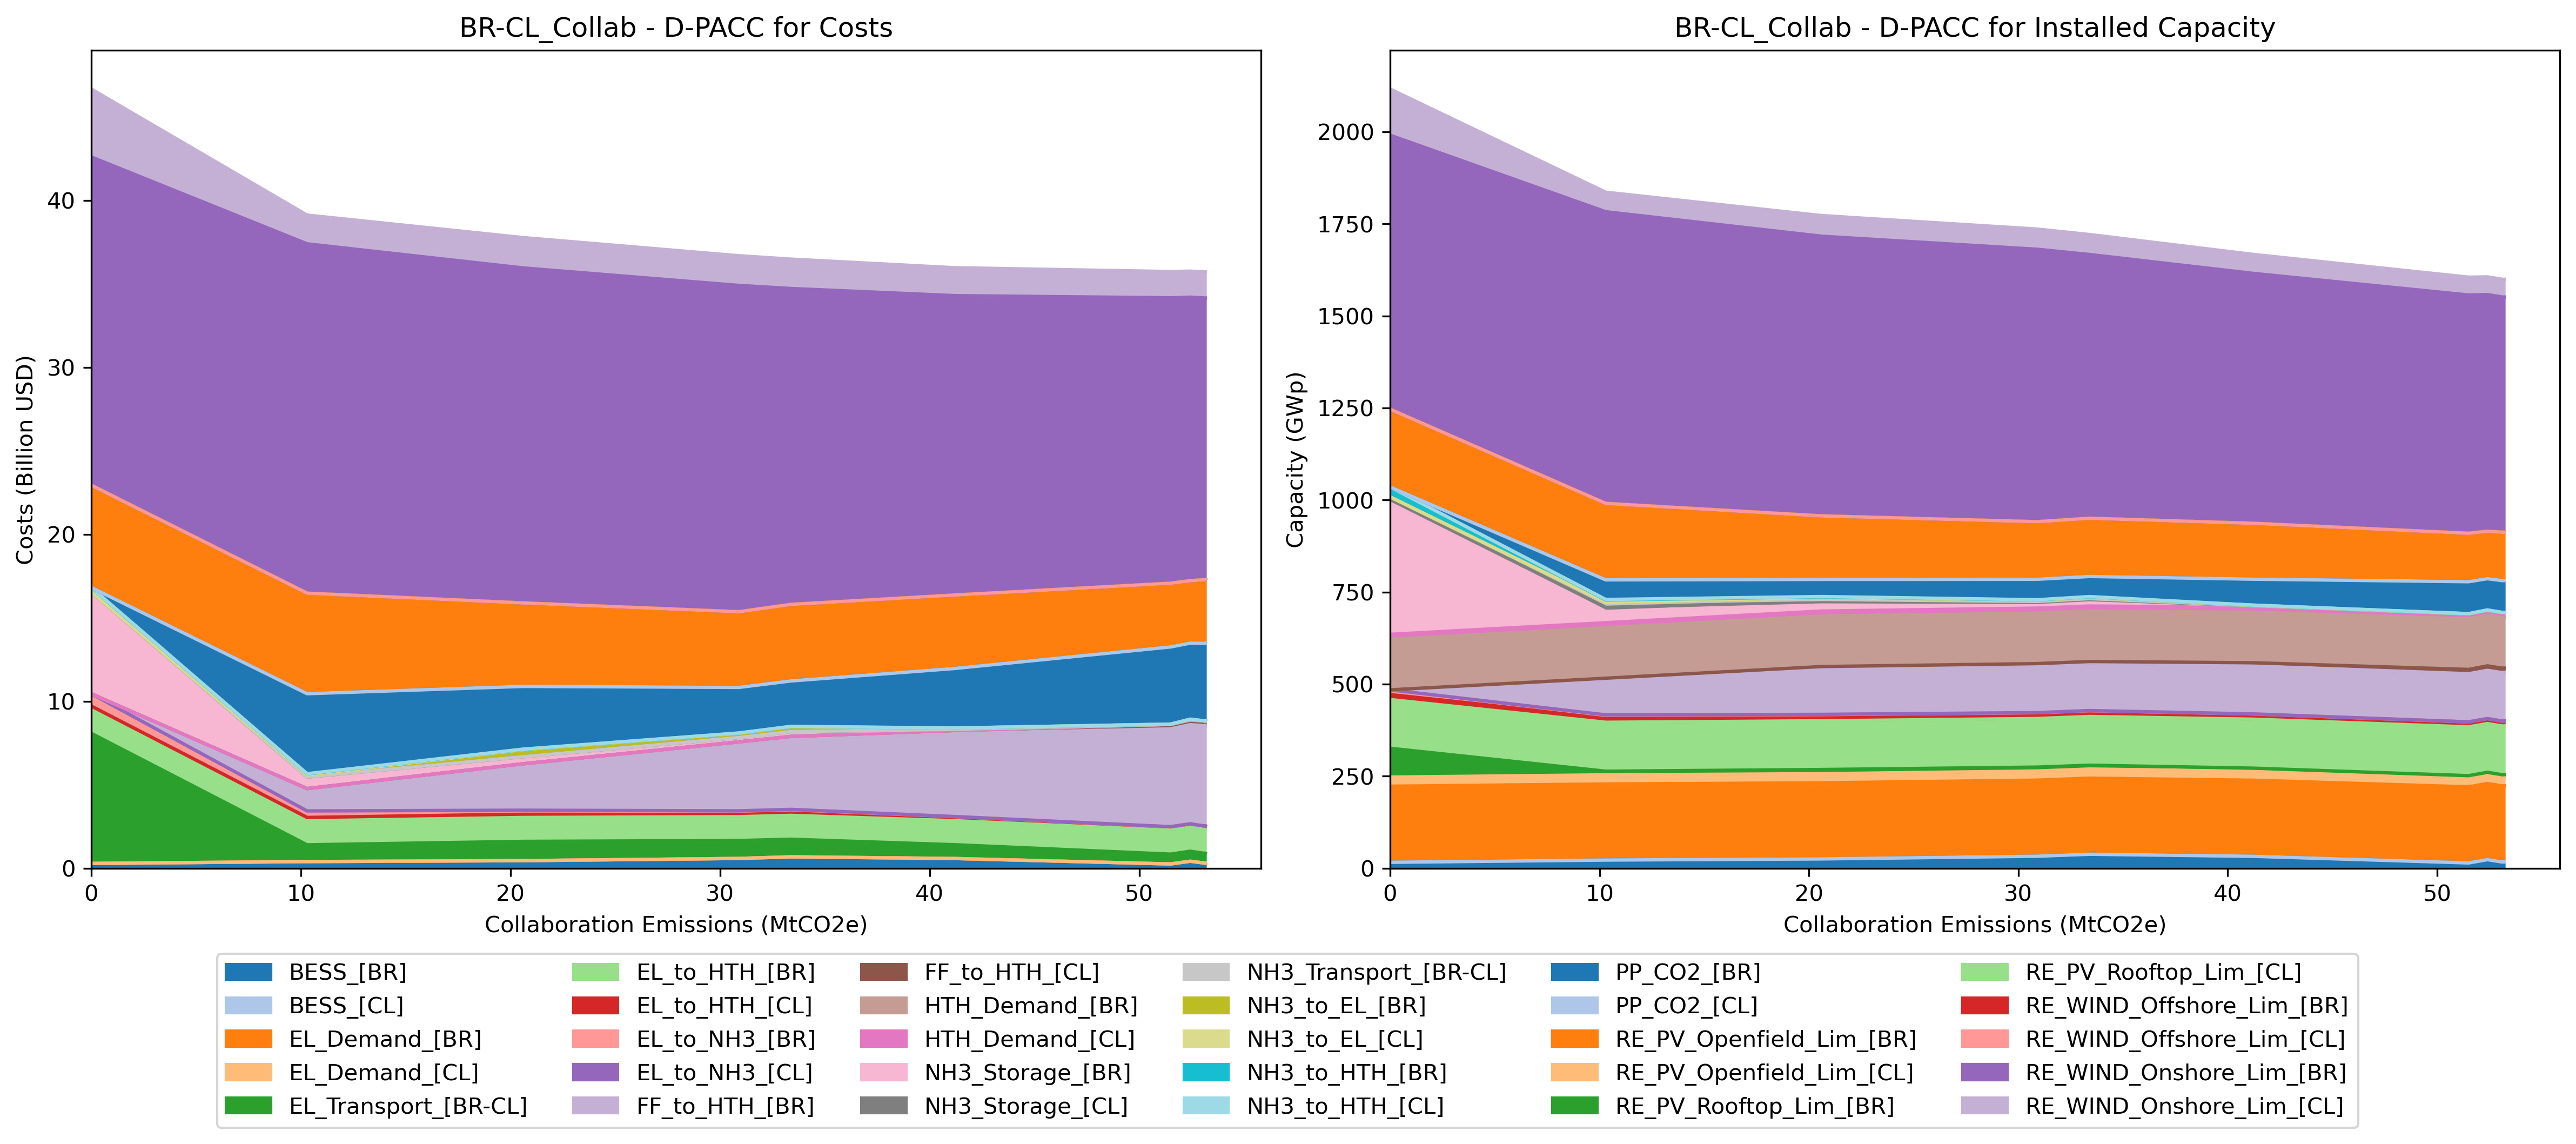 BR-CL_Collab - D-PACC for Costs
Costs (Billion USD)
40
30
20
10
0
0 10 20 30 40 50
Collaboration Emissions (MtCO2e)
BR-CL_Collab - D-PACC for Installed Capacity
Capacity (GWp)
2000
1750
1500
1250
1000
750
500
250
0
0 10 20 30 40 50
Collaboration Emissions (MtCO2e)
BESS_[BR]
BESS_[CL]
EL_Demand_[BR]
EL_Demand_[CL]
EL_Transport_[BR-CL]
EL_to_HTH_[BR]
EL_to_HTH_[CL]
EL_to_NH3_[BR]
EL_to_NH3_[CL]
FF_to_HTH_[BR]
FF_to_HTH_[CL]
HTH_Demand_[BR]
HTH_Demand_[CL]
NH3_Storage_[BR]
NH3_Storage_[CL]
NH3_Transport_[BR-CL]
NH3_to_EL_[BR]
NH3_to_EL_[CL]
NH3_to_HTH_[BR]
NH3_to_HTH_[CL]
PP_CO2_[BR]
PP_CO2_[CL]
RE_PV_Openfield_Lim_[BR]
RE_PV_Openfield_Lim_[CL]
RE_PV_Rooftop_Lim_[BR]
RE_PV_Rooftop_Lim_[CL]
RE_WIND_Offshore_Lim_[BR]
RE_WIND_Offshore_Lim_[CL]
RE_WIND_Onshore_Lim_[BR]
RE_WIND_Onshore_Lim_[CL]